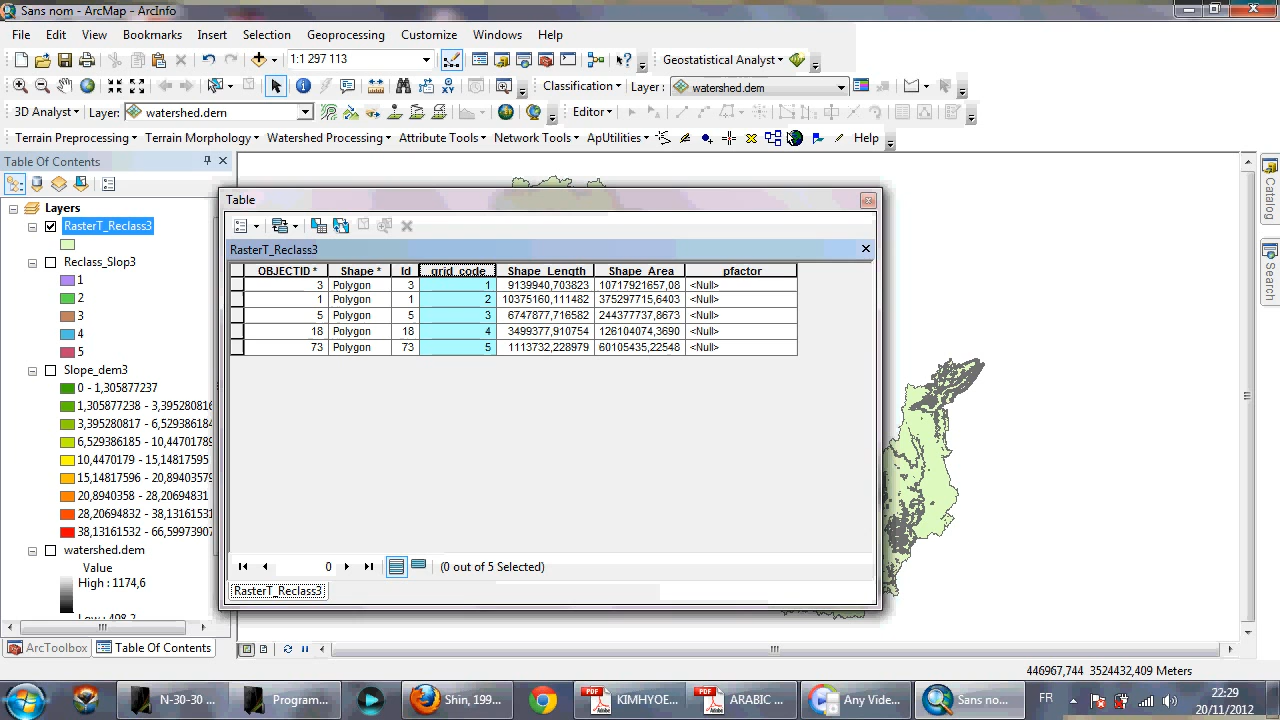 Sans nom - ArcMap - ArcInfo
File Edit View Bookmarks Insert Selection Geoprocessing Customize Windows Help
1:1 297 113 Geostatistical Analyst
Classification Layer: watershed.dem
3D Analyst Layer: watershed.dem Editor
Terrain Preprocessing Terrain Morphology Watershed Processing Attribute Tools Network Tools ApUtilities Help
Table Of Contents
Layers
RasterT_Reclass3
Reclass_Slop3
1
2
3
4
5
Slope_dem3
0 - 1,305877237
1,305877238 - 3,395280816
3,395280817 - 6,52938618
6,529386185 - 10,44701789
10,4470179 - 15,14817595
15,14817596 - 20,8940357
20,8940358 - 28,20694831
28,20694832 - 38,1316153
38,13161532 - 66,59973907
watershed.dem
Value
High : 1174,6
Low : 498,2
ArcToolbox Table Of Contents
Table
RasterT_Reclass3
OBJECTID * Shape * Id grid_code Shape_Length Shape_Area pfactor
3 Polygon 3 1 9139940,703823 10717921657,08 <Null>
1 Polygon 1 2 10375160,111482 375297715,6403 <Null>
5 Polygon 5 3 6747877,716582 244377737,8673 <Null>
18 Polygon 18 4 3499377,910754 126104074,3690 <Null>
73 Polygon 73 5 1113732,228979 60105435,22548 <Null>
0 (0 out of 5 Selected)
RasterT_Reclass3
Catalog
Search
446967,744 3524432,409 Meters
N-30-30 ... Program... Shin, 199... KIMHYOE... ARABIC ... Any Vide... Sans no... FR 22:29
20/11/2012